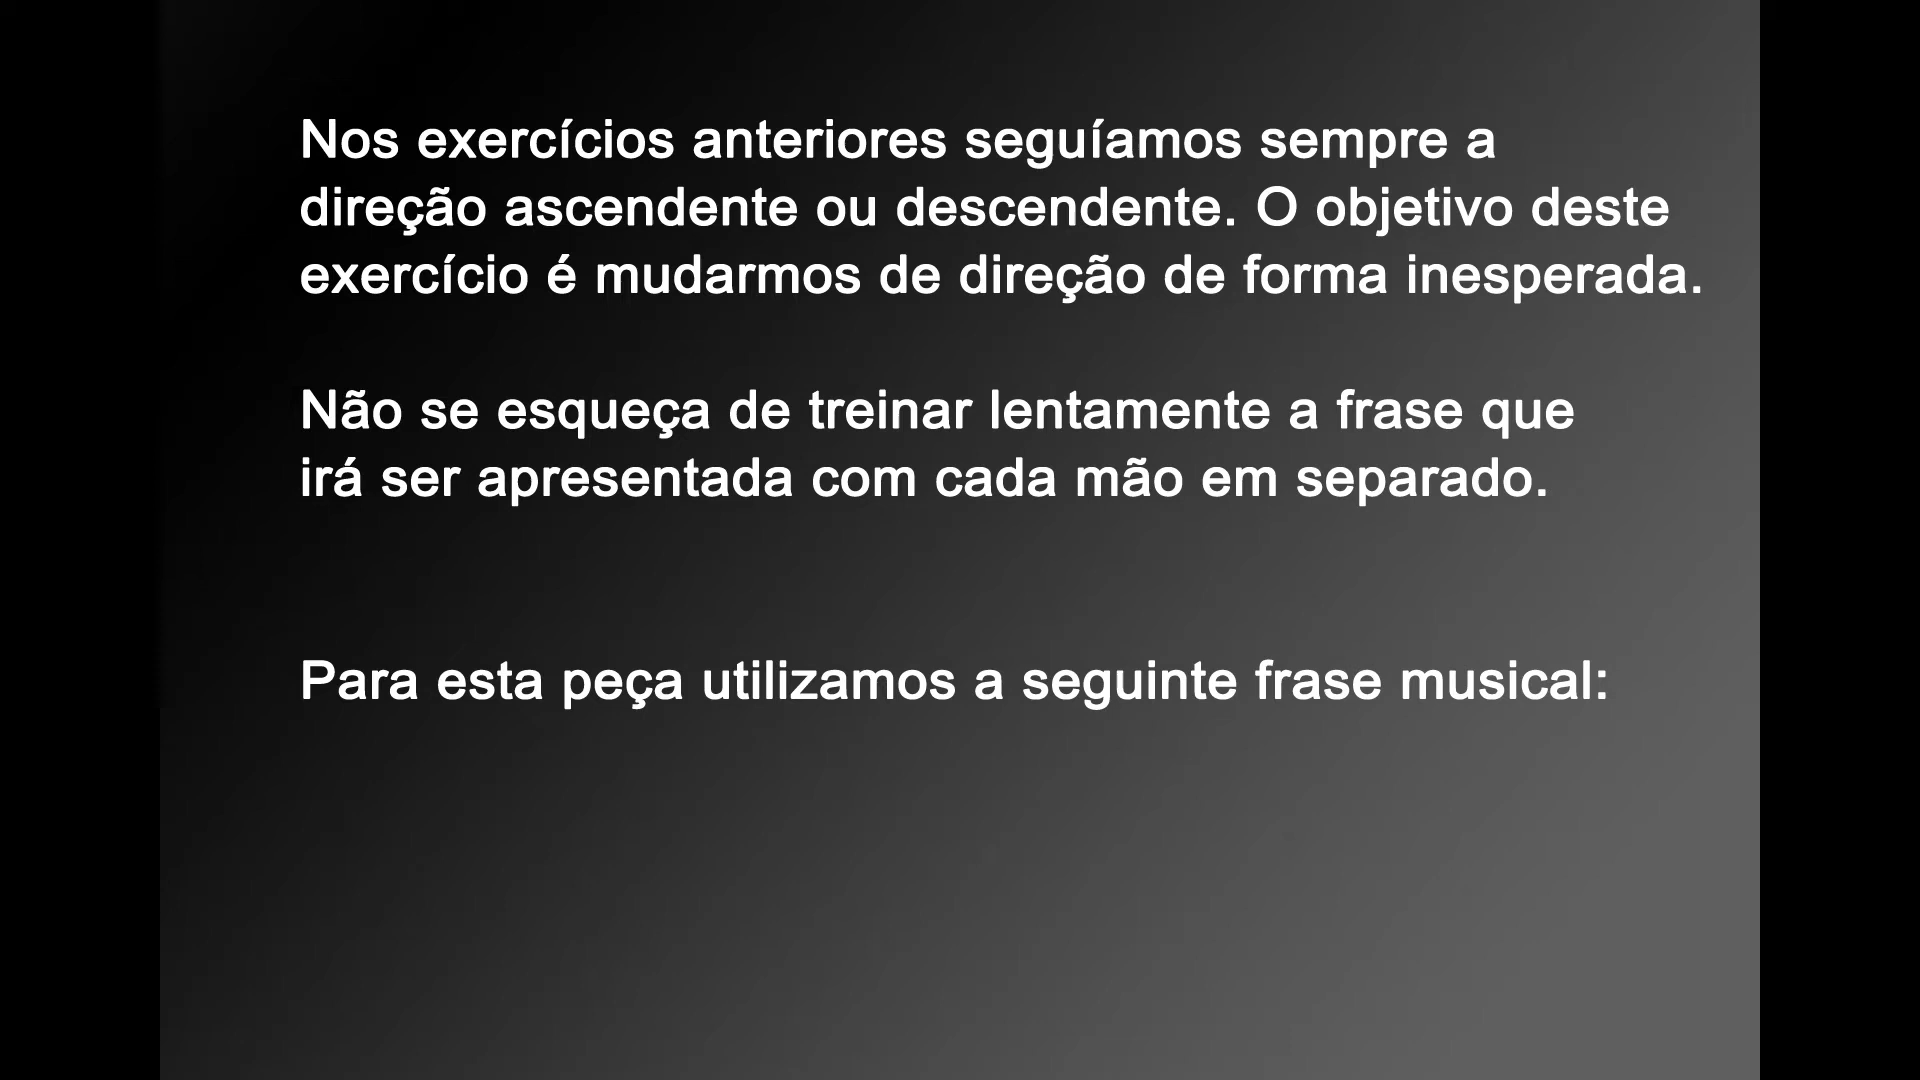 Nos exercícios anteriores seguíamos sempre a
direção ascendente ou descendente. O objetivo deste
exercício é mudarmos de direção de forma inesperada.
Não se esqueça de treinar lentamente a frase que
irá ser apresentada com cada mão em separado.
Para esta peça utilizamos a seguinte frase musical: